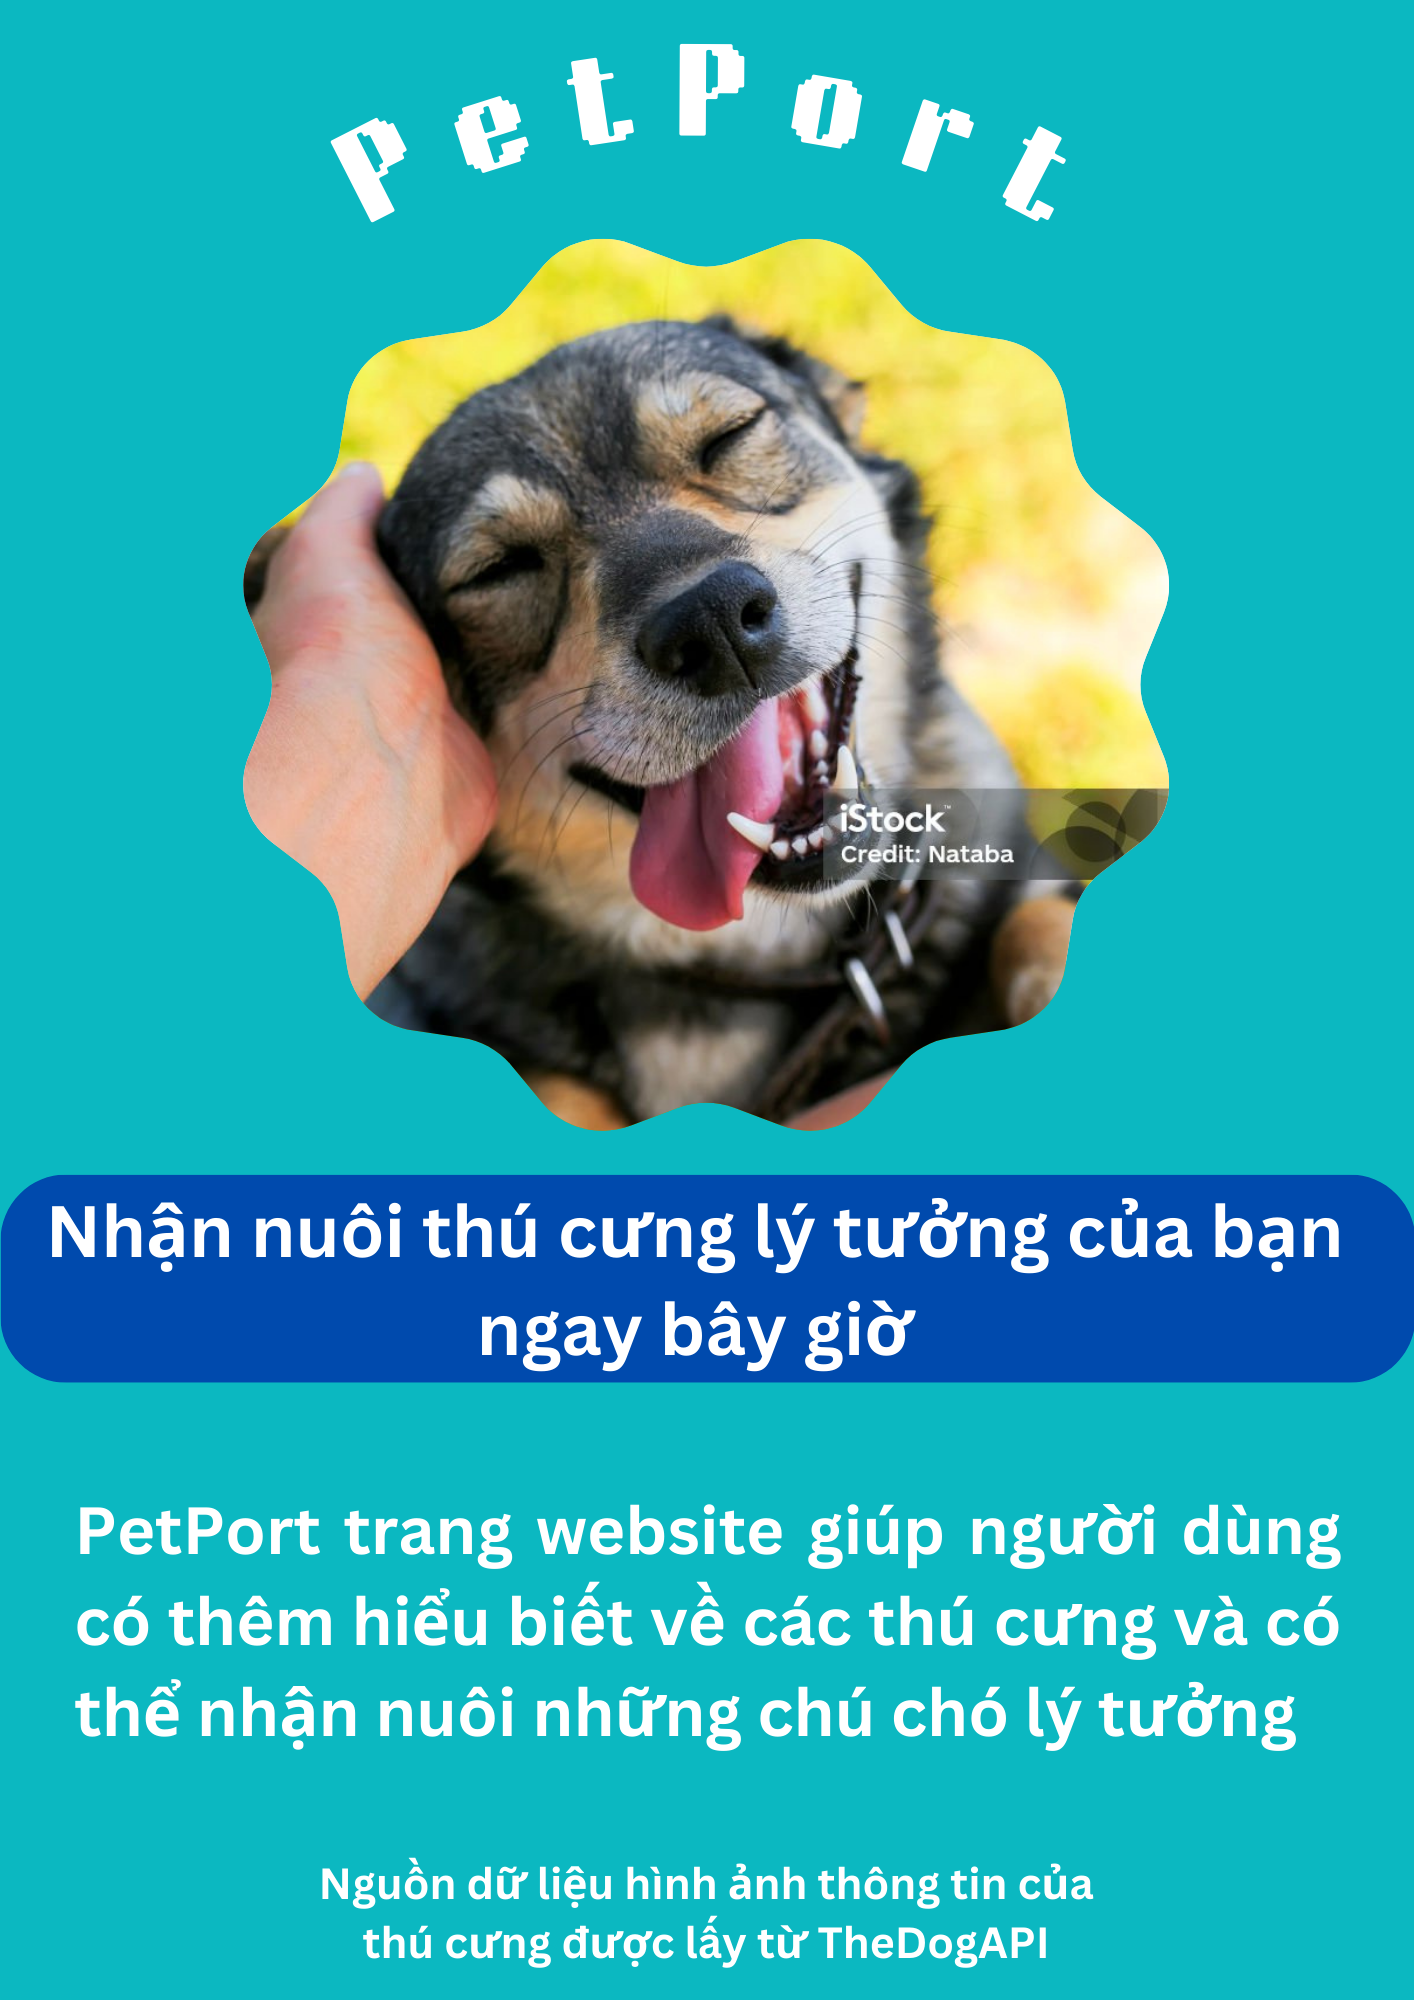 PetPort
iStock™
Credit: Nataba
Nhận nuôi thú cưng lý tưởng của bạn
ngay bây giờ
PetPort trang website giúp người dùng
có thêm hiểu biết về các thú cưng và có
thể nhận nuôi những chú chó lý tưởng
Nguồn dữ liệu hình ảnh thông tin của
thú cưng được lấy từ TheDogAPI